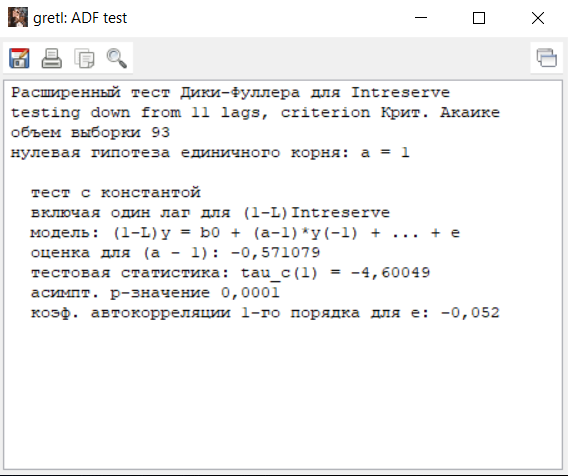 gretl: ADF test
Расширенный тест Дики-Фуллера для Intreserve
testing down from 11 lags, criterion Крит. Акаике
объем выборки 93
нулевая гипотеза единичного корня: a = 1
тест с константой
включая один лаг для (1-L)Intreserve
модель: (1-L)y = b0 + (a-1)*y(-1) + ... + e
оценка для (a - 1): -0,571079
тестовая статистика: tau_c(1) = -4,60049
асимпт. р-значение 0,0001
коэф. автокорреляции 1-го порядка для e: -0,052